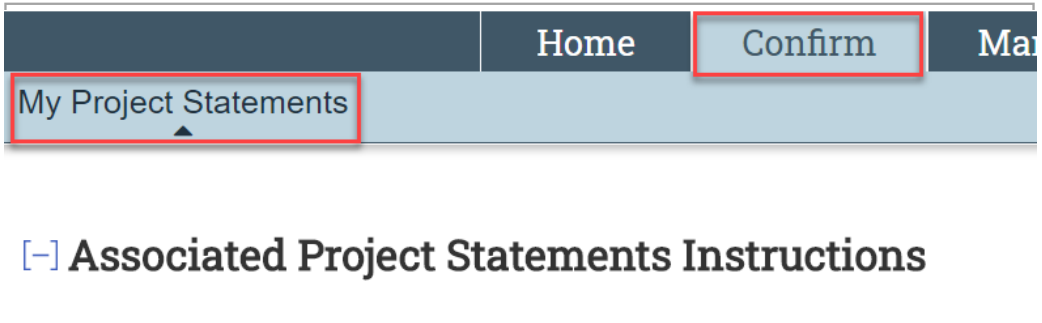 Home Confirm
My Project Statements
[−] Associated Project Statements Instructions